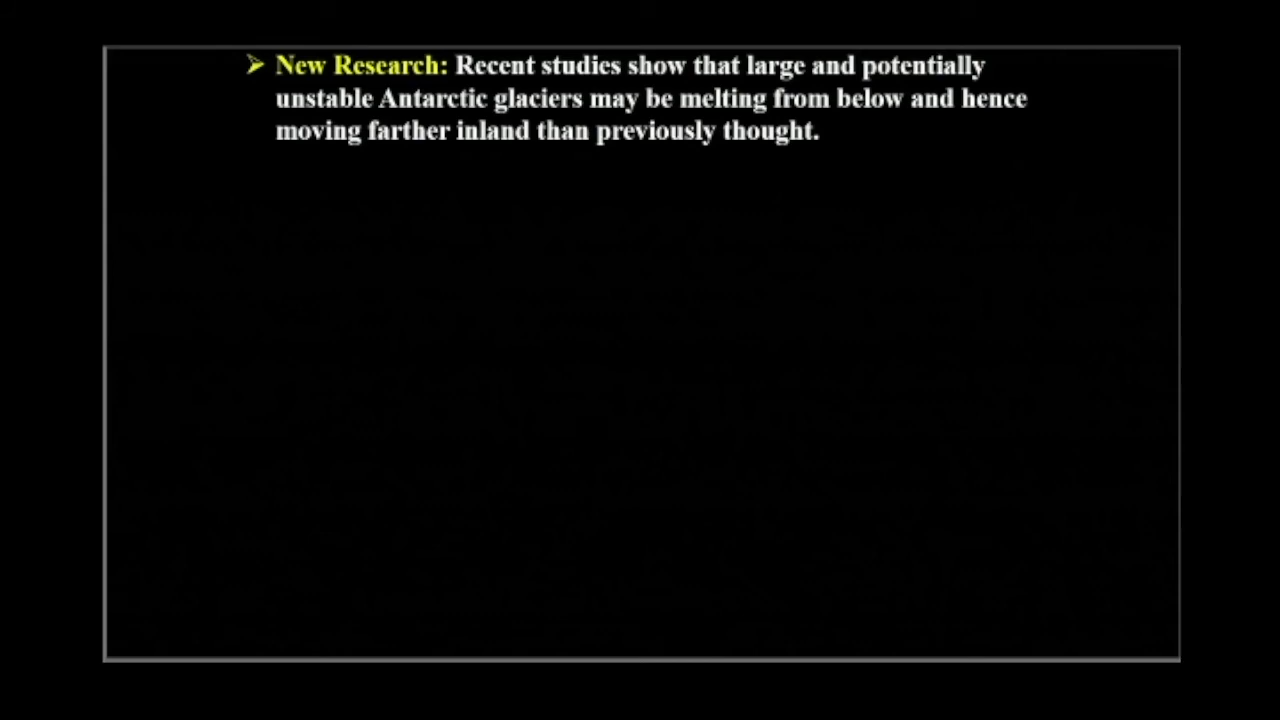 ➢ New Research: Recent studies show that large and potentially
unstable Antarctic glaciers may be melting from below and hence
moving farther inland than previously thought.